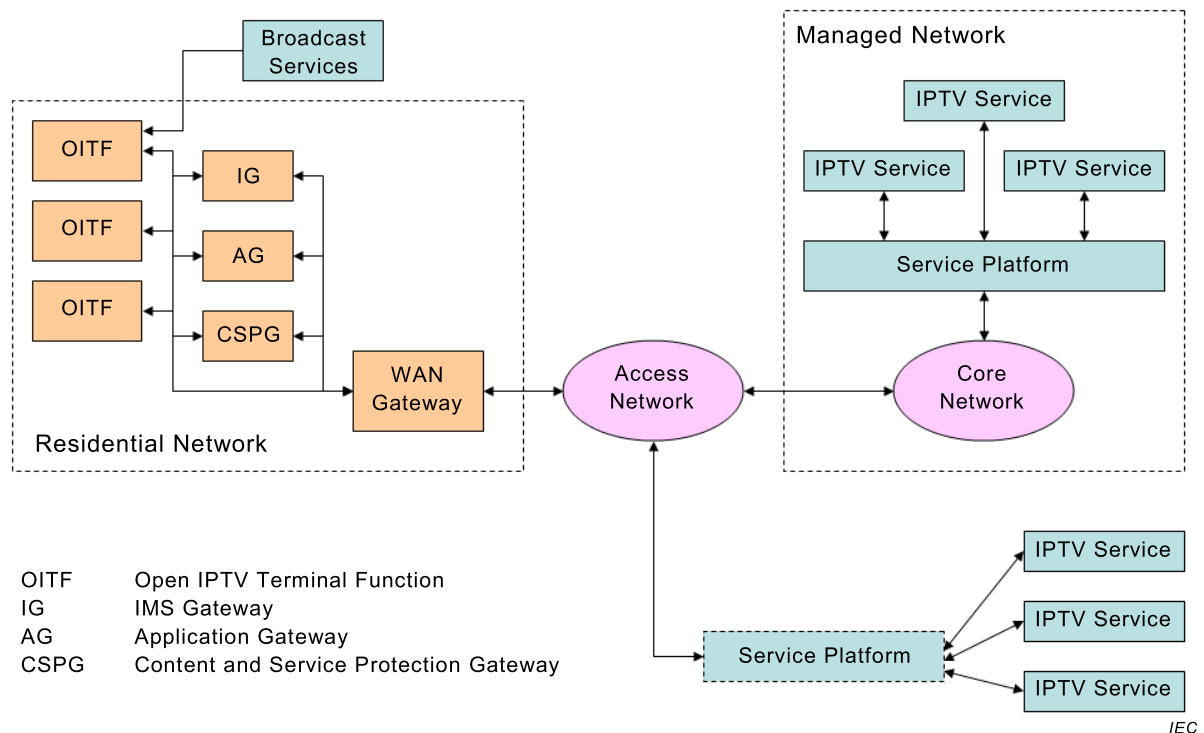 Broadcast
Services
Managed Network
IPTV Service
IPTV Service
IPTV Service
Service Platform
OITF
OITF
OITF
IG
AG
CSPG
WAN
Gateway
Residential Network
Access
Network
Core
Network
OITF Open IPTV Terminal Function
IG IMS Gateway
AG Application Gateway
CSPG Content and Service Protection Gateway
Service Platform
IPTV Service
IPTV Service
IPTV Service
IEC